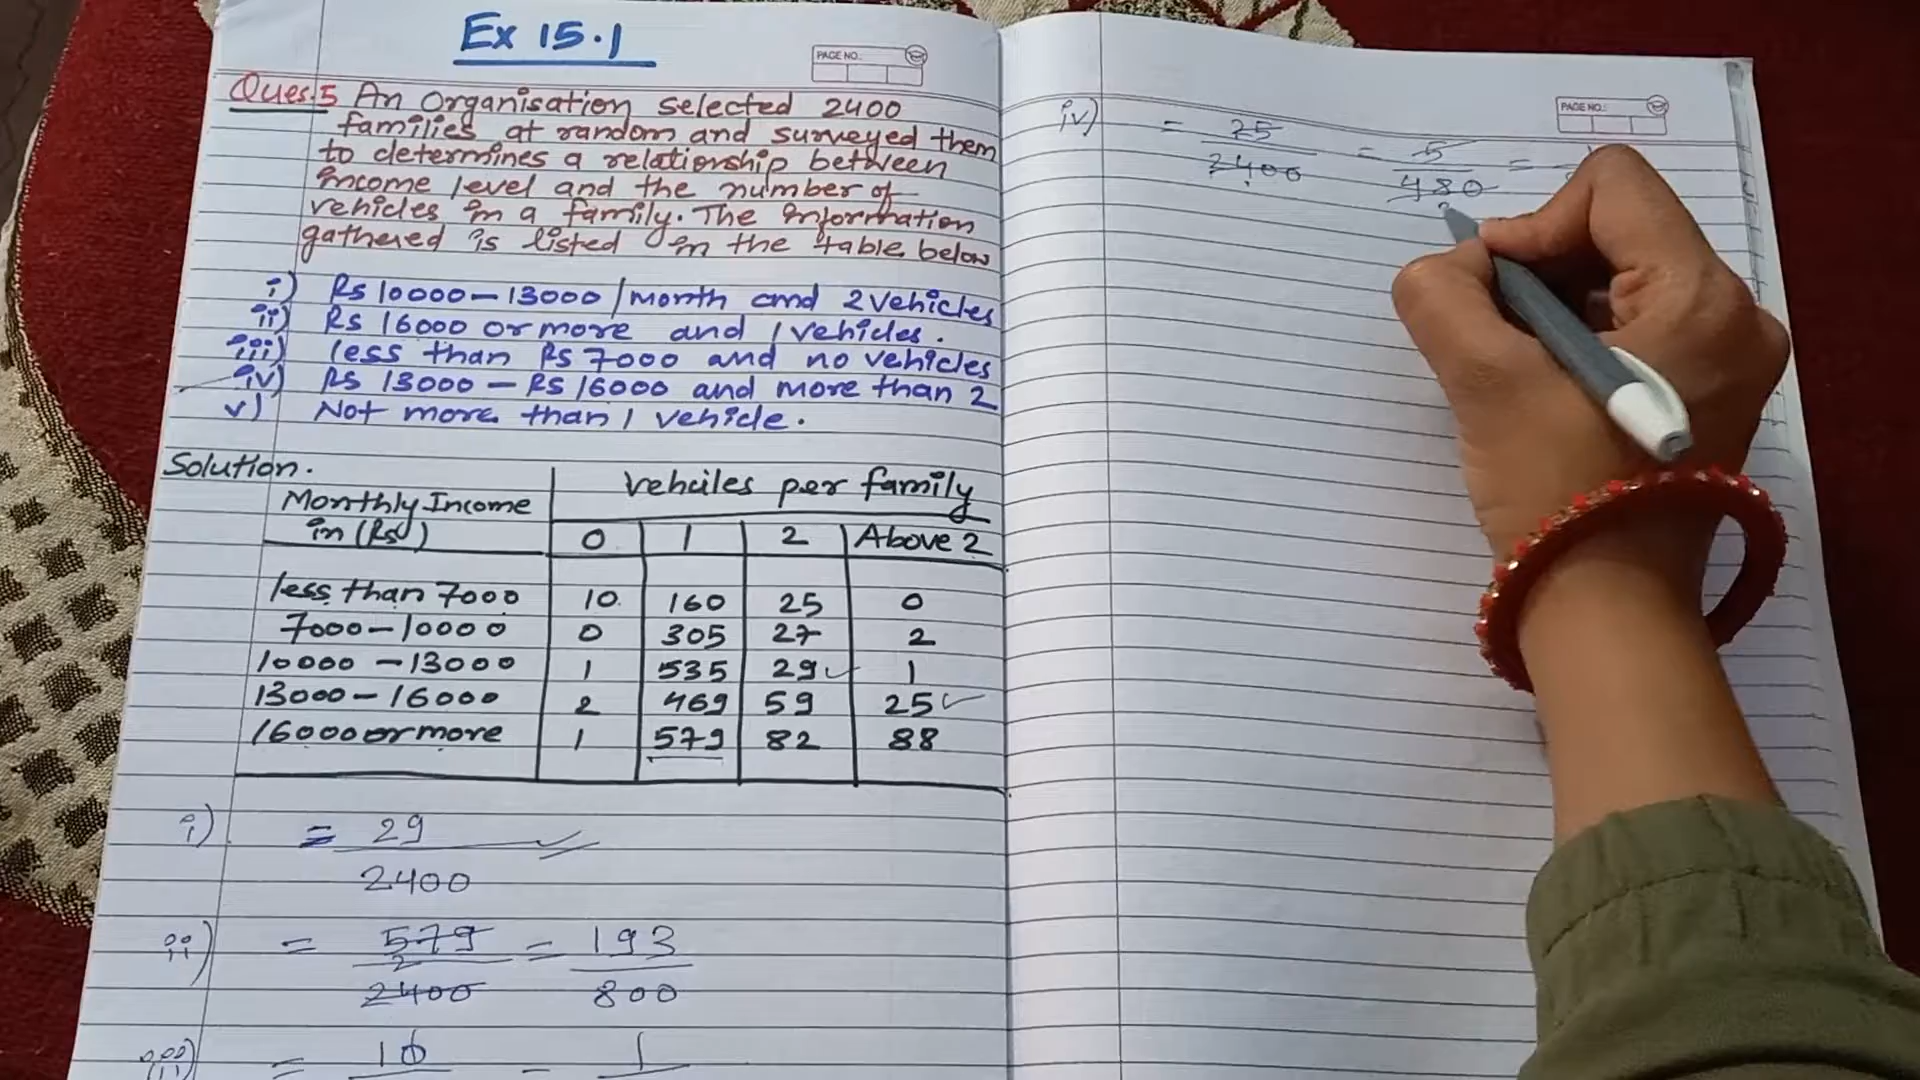 Ex 15.1
PAGE NO.:
Ques.5 An Organisation selected 2400
families at random and surveyed them
to determines a relationship between
income level and the number of
vehicles in a family. The Information
gathered is listed in the table below
i) Rs 10000 - 13000 /month and 2 vehicles
ii) Rs 16000 or more and 1 vehicles.
iii) less than Rs 7000 and no vehicles
iv) Rs 13000 - Rs 16000 and more than 2
v) Not more than 1 vehicle.
Solution.
Monthly Income
in (Rs)
vehciles per family
0 1 2 Above 2
less than 7000 10 160 25 0
7000-10000 0 305 27 2
10000-13000 1 535 29 1
13000-16000 2 469 59 25
16000 or more 1 579 82 88
i) = 29
2400
ii) = 579 = 193
2400 800
iii) = 10 = 1
PAGE NO.:
iv) = 25 = 5 =
2400 480